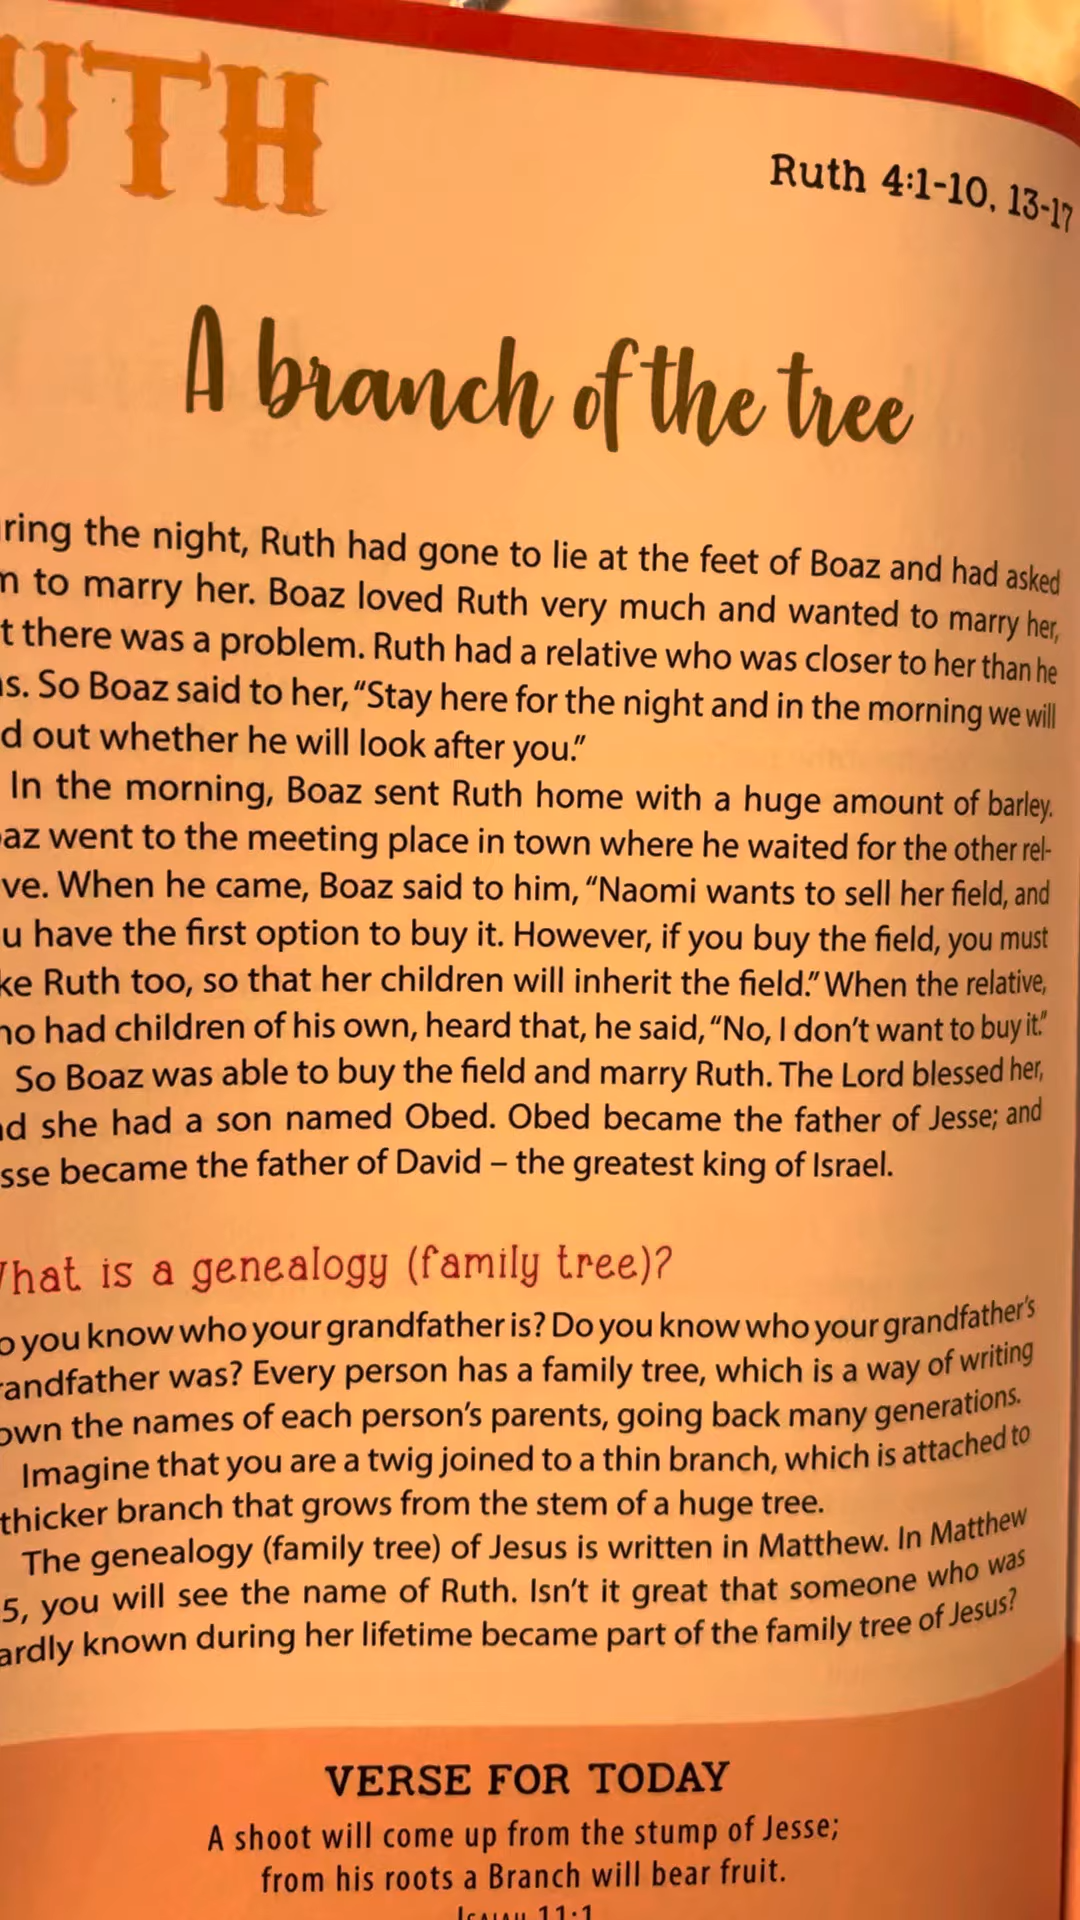 UTH
Ruth 4:1-10, 13-17
A branch of the tree
ring the night, Ruth had gone to lie at the feet of Boaz and had asked
to marry her. Boaz loved Ruth very much and wanted to marry her,
t there was a problem. Ruth had a relative who was closer to her than he
s. So Boaz said to her, “Stay here for the night and in the morning we will
d out whether he will look after you.”
In the morning, Boaz sent Ruth home with a huge amount of barley.
az went to the meeting place in town where he waited for the other rel-
ve. When he came, Boaz said to him, “Naomi wants to sell her field, and
u have the first option to buy it. However, if you buy the field, you must
ke Ruth too, so that her children will inherit the field.” When the relative,
ho had children of his own, heard that, he said, “No, I don’t want to buy it.”
So Boaz was able to buy the field and marry Ruth. The Lord blessed her,
d she had a son named Obed. Obed became the father of Jesse; and
sse became the father of David – the greatest king of Israel.
hat is a genealogy (family tree)?
o you know who your grandfather is? Do you know who your grandfather’s
randfather was? Every person has a family tree, which is a way of writing
own the names of each person’s parents, going back many generations.
Imagine that you are a twig joined to a thin branch, which is attached to
thicker branch that grows from the stem of a huge tree.
The genealogy (family tree) of Jesus is written in Matthew. In Matthew
5, you will see the name of Ruth. Isn’t it great that someone who was
ardly known during her lifetime became part of the family tree of Jesus?
VERSE FOR TODAY
A shoot will come up from the stump of Jesse;
from his roots a Branch will bear fruit.
Isaiah 11:1